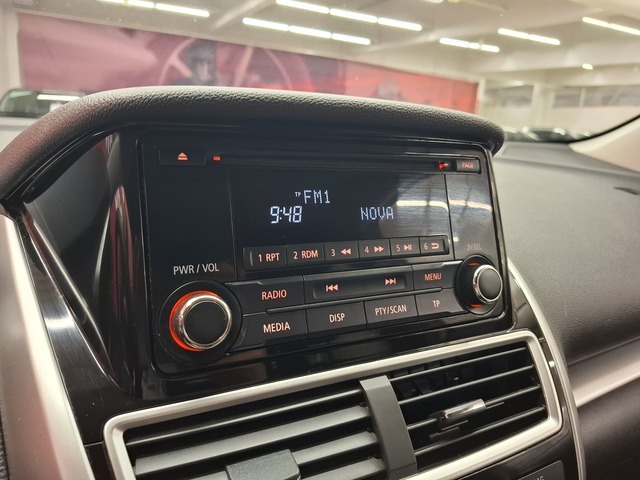 PAGE
TP FM1
9:48 NOVA
1 RPT 2 RDM 3 4 5 6
PWR / VOL
RADIO MENU
MEDIA DISP PTY/SCAN TP